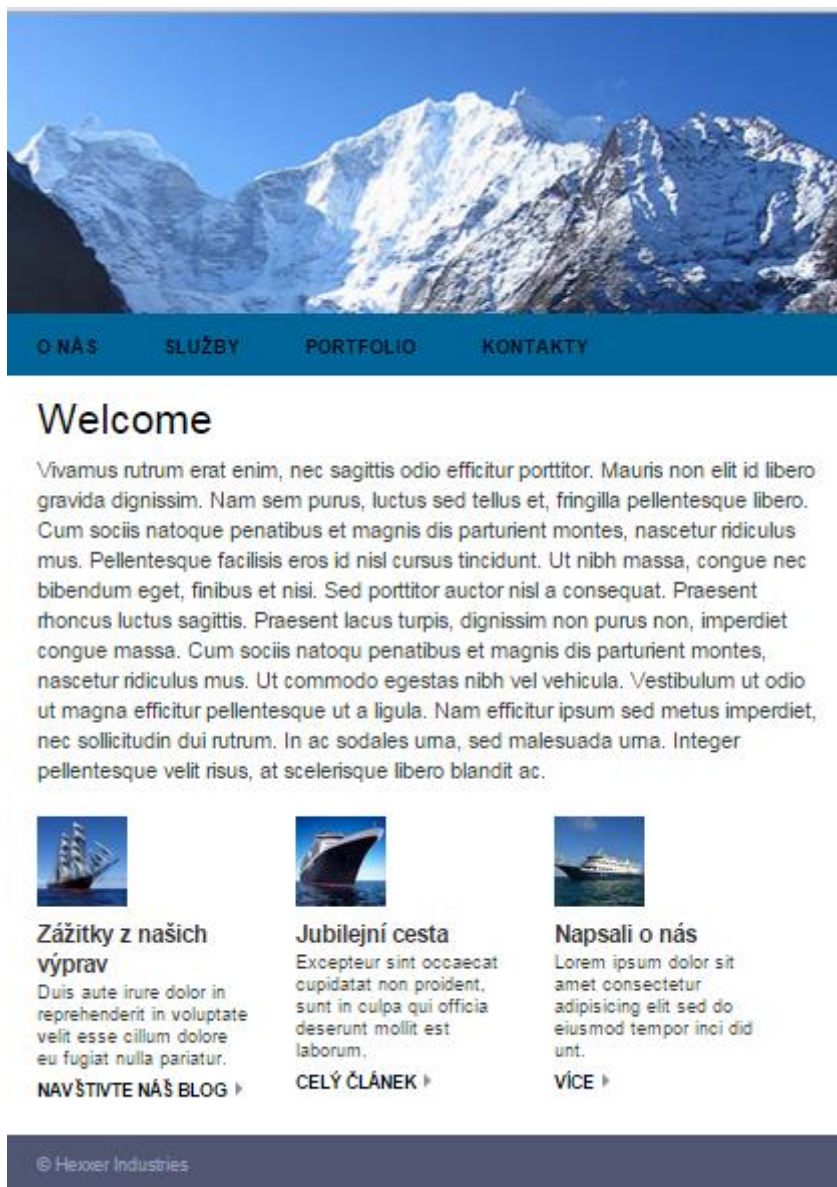 O NÁS SLUŽBY PORTFOLIO KONTAKTY
Welcome
Vivamus rutrum erat enim, nec sagittis odio efficitur porttitor. Mauris non elit id libero
gravida dignissim. Nam sem purus, luctus sed tellus et, fringilla pellentesque libero.
Cum sociis natoque penatibus et magnis dis parturient montes, nascetur ridiculus
mus. Pellentesque facilisis eros id nisl cursus tincidunt. Ut nibh massa, congue nec
bibendum eget, finibus et nisi. Sed porttitor auctor nisl a consequat. Praesent
rhoncus luctus sagittis. Praesent lacus turpis, dignissim non purus non, imperdiet
congue massa. Cum sociis natoqu penatibus et magnis dis parturient montes,
nascetur ridiculus mus. Ut commodo egestas nibh vel vehicula. Vestibulum ut odio
ut magna efficitur pellentesque ut a ligula. Nam efficitur ipsum sed metus imperdiet,
nec sollicitudin dui rutrum. In ac sodales urna, sed malesuada urna. Integer
pellentesque velit risus, at scelerisque libero blandit ac.
Zážitky z našich
výprav
Duis aute irure dolor in
reprehenderit in voluptate
velit esse cillum dolore
eu fugiat nulla pariatur.
NAVŠTIVTE NÁŠ BLOG
Jubilejní cesta
Excepteur sint occaecat
cupidatat non proident,
sunt in culpa qui officia
deserunt mollit est
laborum.
CELÝ ČLÁNEK
Napsali o nás
Lorem ipsum dolor sit
amet consectetur
adipisicing elit sed do
eiusmod tempor inci did
unt.
VÍCE
© Hexxer Industries